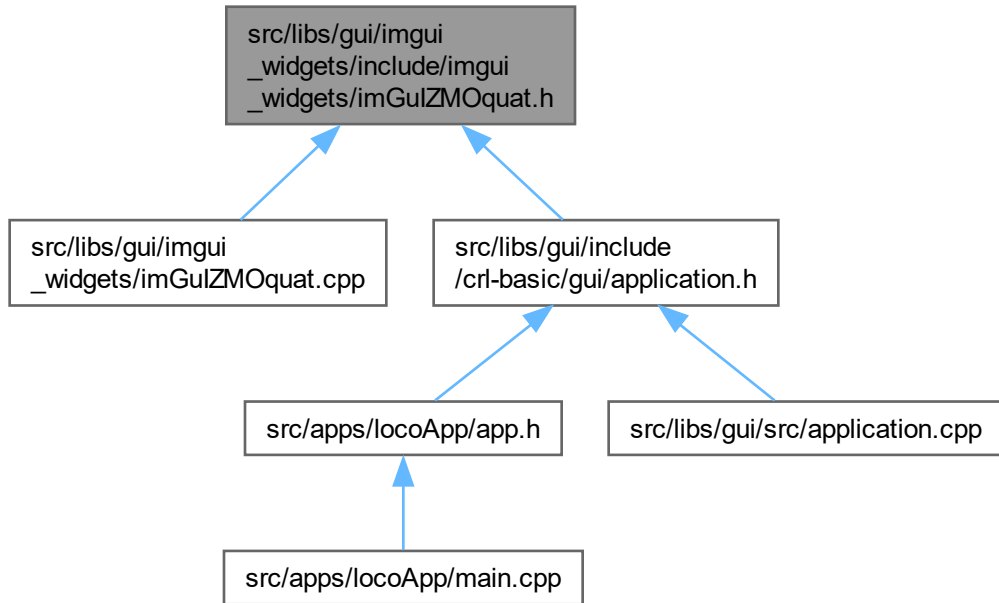 src/libs/gui/imgui
_widgets/include/imgui
_widgets/imGuIZMOquat.h
src/libs/gui/imgui
_widgets/imGuIZMOquat.cpp
src/libs/gui/include
/crl-basic/gui/application.h
src/apps/locoApp/app.h
src/libs/gui/src/application.cpp
src/apps/locoApp/main.cpp